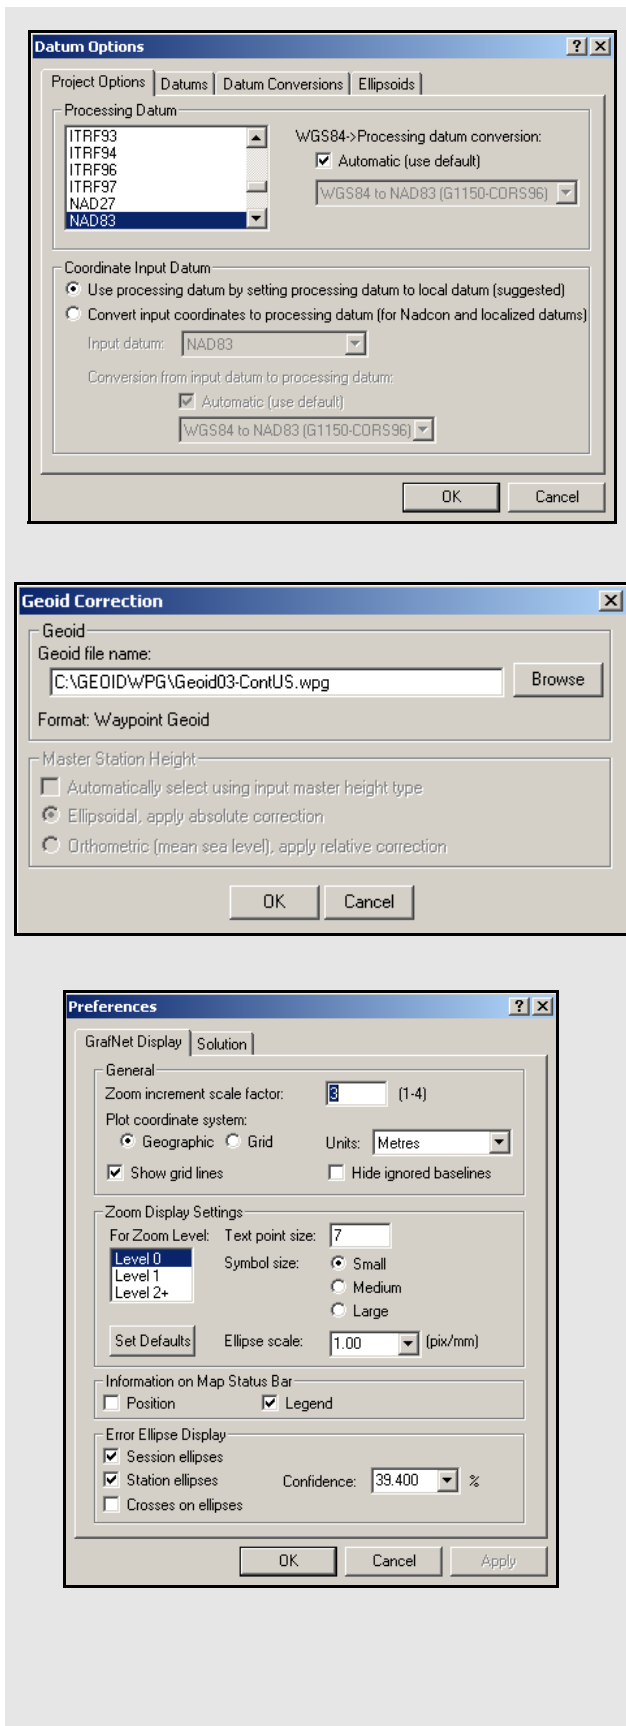 Datum Options
Project Options Datums Datum Conversions Ellipsoids
Processing Datum
ITRF93
ITRF94
ITRF96
ITRF97
NAD27
NAD83
WGS84->Processing datum conversion:
Automatic (use default)
WGS84 to NAD83 (G1150-CORS96)
Coordinate Input Datum
Use processing datum by setting processing datum to local datum (suggested)
Convert input coordinates to processing datum (for Nadcon and localized datums)
Input datum: NAD83
Conversion from input datum to processing datum:
Automatic (use default)
WGS84 to NAD83 (G1150-CORS96)
OK Cancel
Geoid Correction
Geoid
Geoid file name:
C:\GEOIDWPG\Geoid03-ContUS.wpg Browse
Format: Waypoint Geoid
Master Station Height
Automatically select using input master height type
Ellipsoidal, apply absolute correction
Orthometric (mean sea level), apply relative correction
OK Cancel
Preferences
GrafNet Display Solution
General
Zoom increment scale factor: 3 (1-4)
Plot coordinate system:
Geographic Grid Units: Metres
Show grid lines Hide ignored baselines
Zoom Display Settings
For Zoom Level: Text point size: 7
Level 0
Level 1
Level 2+
Symbol size: Small
Medium
Large
Set Defaults Ellipse scale: 1.00 (pix/mm)
Information on Map Status Bar
Position Legend
Error Ellipse Display
Session ellipses
Station ellipses Confidence: 39.400 %
Crosses on ellipses
OK Cancel Apply